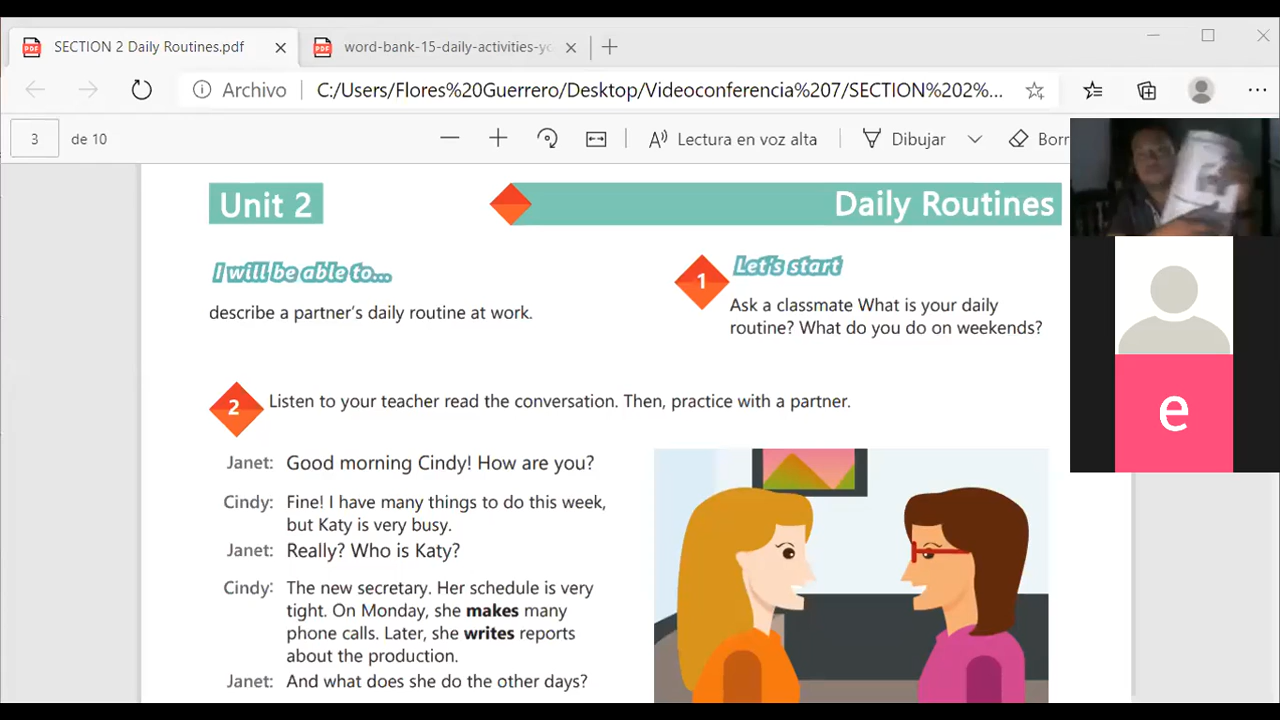 SECTION 2 Daily Routines.pdf
word-bank-15-daily-activities-yo
Archivo
C:/Users/Flores%20Guerrero/Desktop/Videoconferencia%207/SECTION%202%...
3
de 10
Lectura en voz alta
Dibujar
Borr
Unit 2
Daily Routines
I will be able to...
describe a partner's daily routine at work.
1
Let's start
Ask a classmate What is your daily
routine? What do you do on weekends?
2
Listen to your teacher read the conversation. Then, practice with a partner.
Janet: Good morning Cindy! How are you?
Cindy: Fine! I have many things to do this week,
but Katy is very busy.
Janet: Really? Who is Katy?
Cindy: The new secretary. Her schedule is very
tight. On Monday, she makes many
phone calls. Later, she writes reports
about the production.
Janet: And what does she do the other days?
e